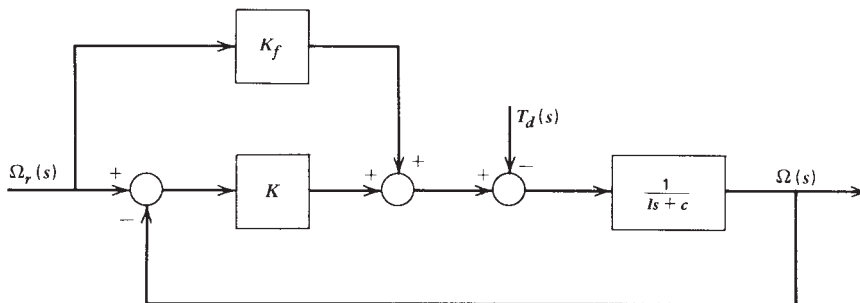 K_f
T_d(s)
Ω_r(s)
+
−
K
+
+
+
−
1
Is + c
Ω(s)